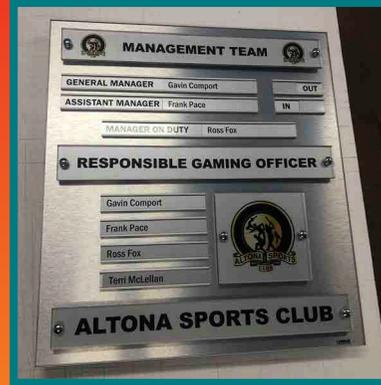 MANAGEMENT TEAM
GENERAL MANAGER Gavin Comport OUT
ASSISTANT MANAGER Frank Pace IN
MANAGER ON DUTY Ross Fox
RESPONSIBLE GAMING OFFICER
Gavin Comport
Frank Pace
Ross Fox
Terri McLellan
ALTONA SPORTS
CLUB
ALTONA SPORTS CLUB